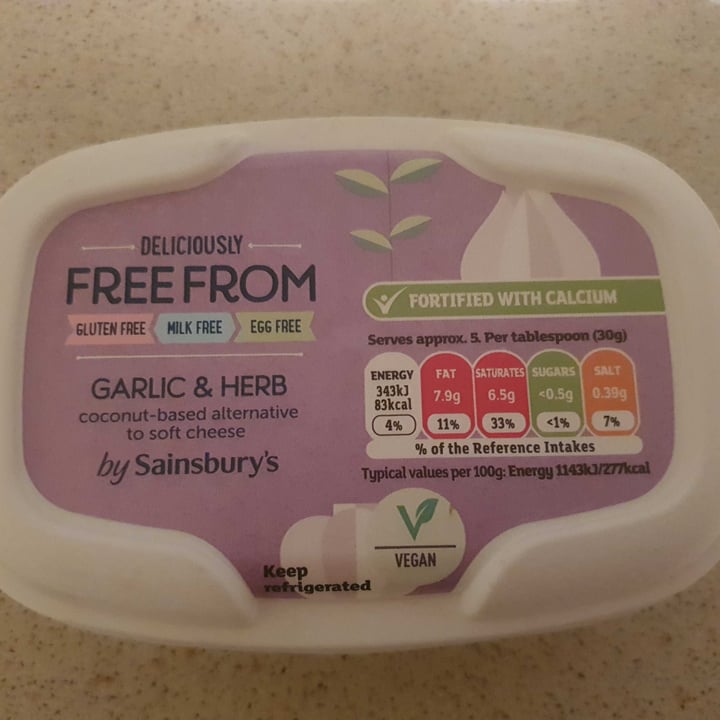 DELICIOUSLY
FREE FROM
GLUTEN FREE MILK FREE EGG FREE
GARLIC & HERB
coconut-based alternative
to soft cheese
by Sainsbury's
FORTIFIED WITH CALCIUM
Serves approx. 5. Per tablespoon (30g)
ENERGY FAT SATURATES SUGARS SALT
343kJ 7.9g 6.5g <0.5g 0.39g
83kcal
4% 11% 33% <1% 7%
% of the Reference Intakes
Typical values per 100g: Energy 1143kJ/277kcal
VEGAN
Keep
refrigerated